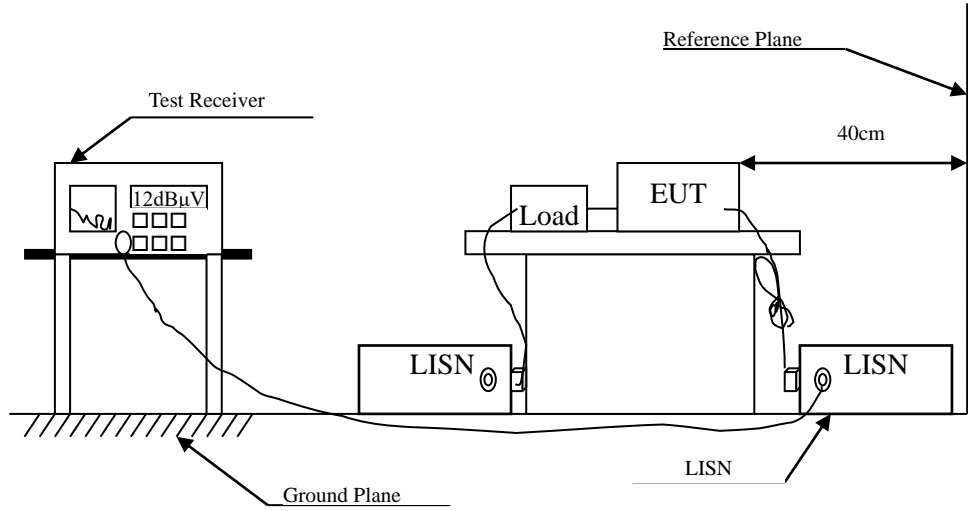 Reference Plane
Test Receiver
40cm
12dBμV
Load
EUT
LISN
LISN
LISN
Ground Plane